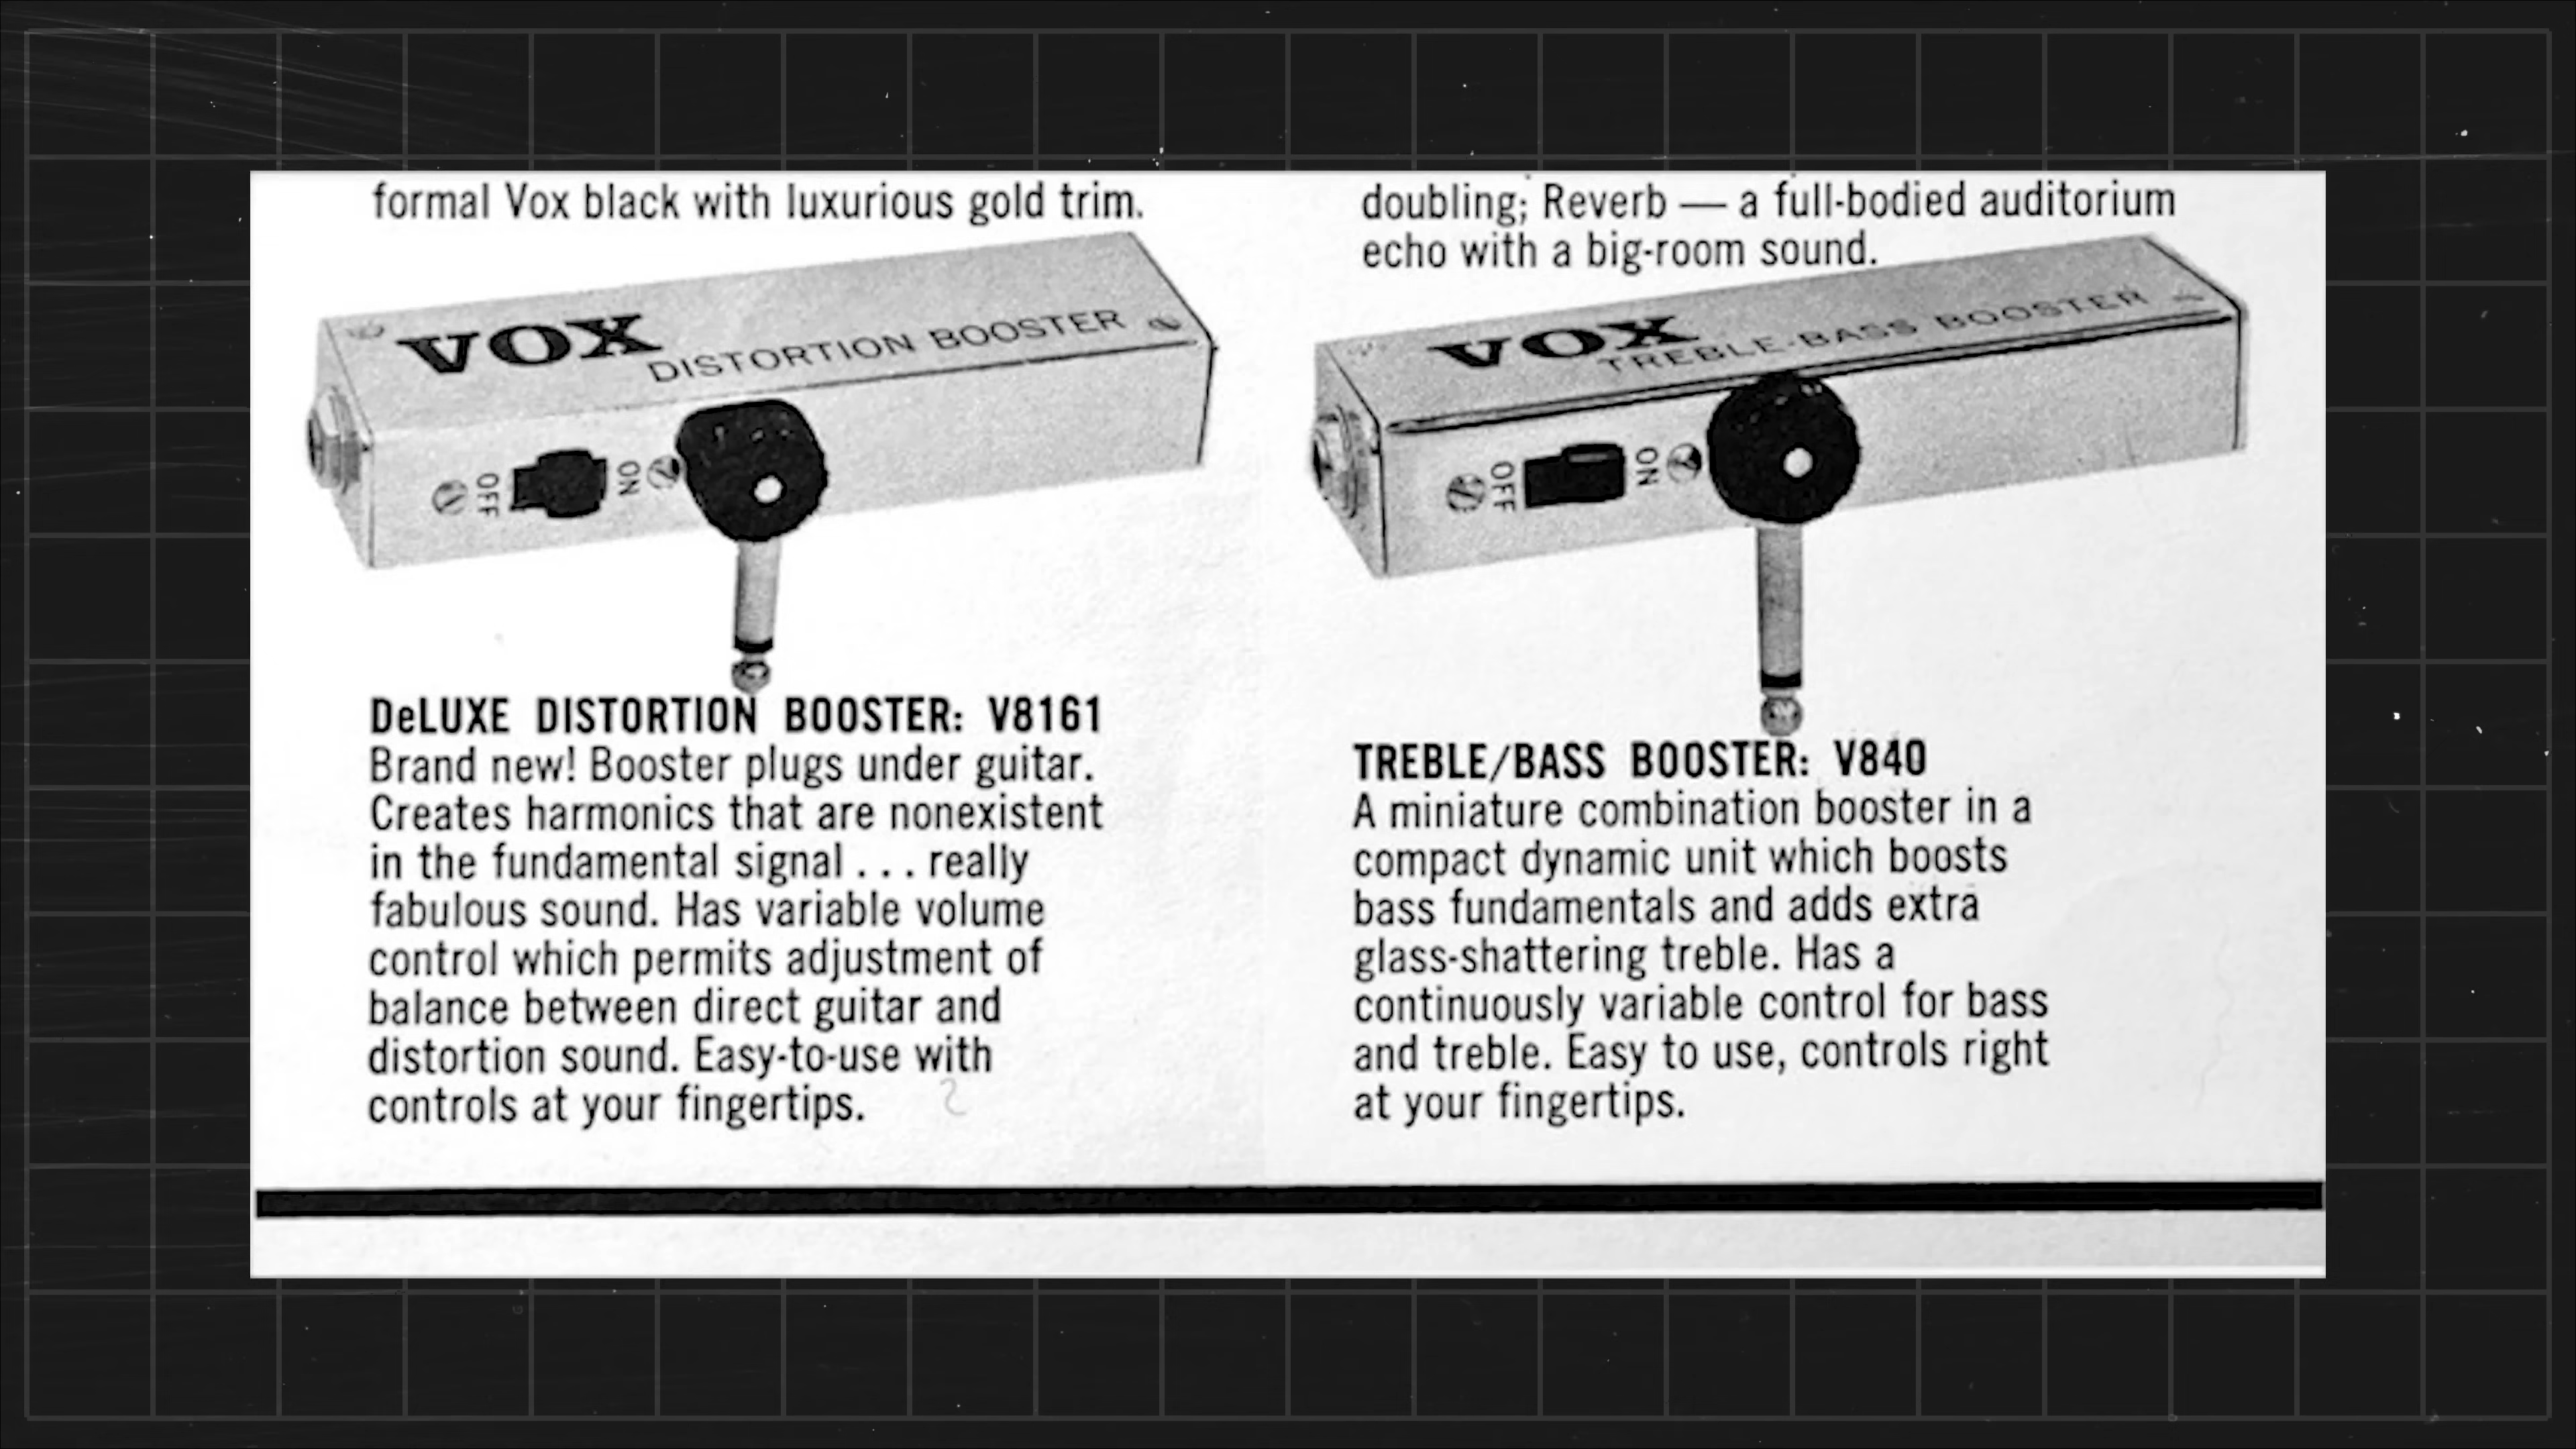 formal Vox black with luxurious gold trim.
VOX
DISTORTION BOOSTER
OFF
ON
DeLUXE DISTORTION BOOSTER: V8161
Brand new! Booster plugs under guitar.
Creates harmonics that are nonexistent
in the fundamental signal . . . really
fabulous sound. Has variable volume
control which permits adjustment of
balance between direct guitar and
distortion sound. Easy-to-use with
controls at your fingertips.
doubling; Reverb — a full-bodied auditorium
echo with a big-room sound.
VOX
TREBLE-BASS BOOSTER
OFF
ON
TREBLE/BASS BOOSTER: V840
A miniature combination booster in a
compact dynamic unit which boosts
bass fundamentals and adds extra
glass-shattering treble. Has a
continuously variable control for bass
and treble. Easy to use, controls right
at your fingertips.